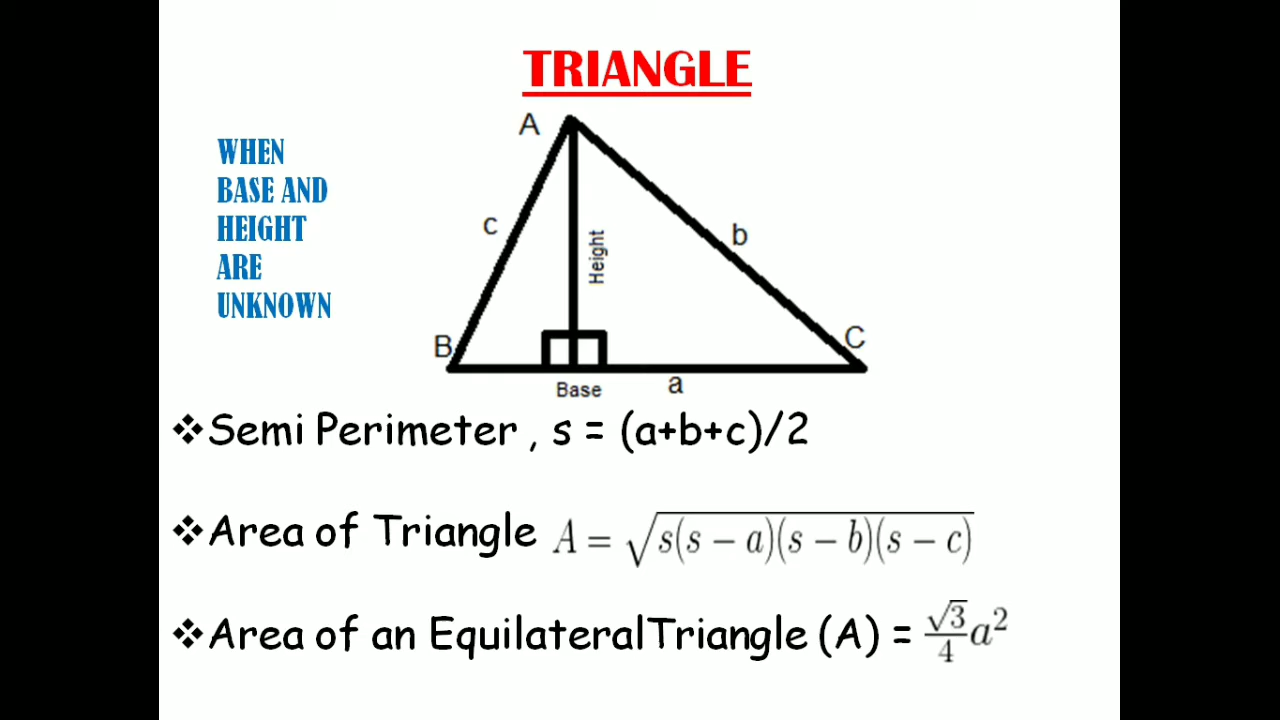 TRIANGLE
WHEN
BASE AND
HEIGHT
ARE
UNKNOWN
A
c
Height
b
B
C
Base
a
❖Semi Perimeter , s = (a+b+c)/2
❖Area of Triangle A = √s(s − a)(s − b)(s − c)
❖Area of an EquilateralTriangle (A) = √3/4 a²